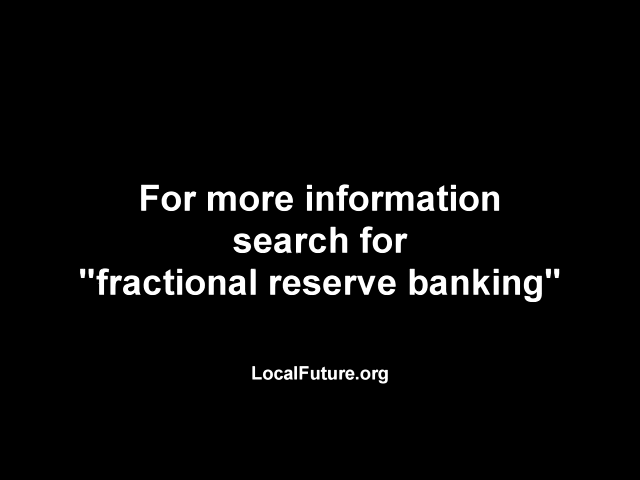 For more information
search for
"fractional reserve banking"
LocalFuture.org